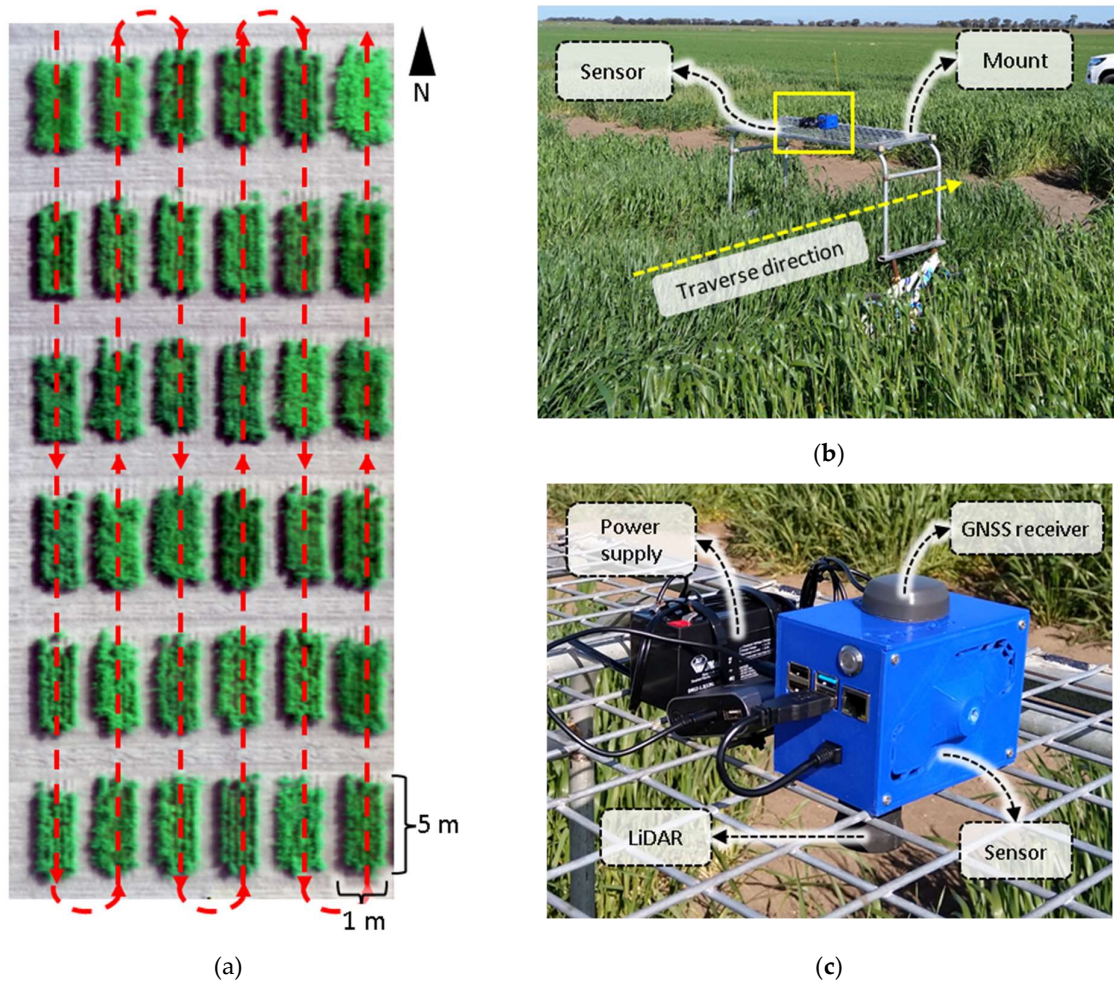 N
5 m
1 m
(a)
Sensor
Mount
Traverse direction
(b)
Power
supply
GNSS receiver
LiDAR
Sensor
(c)